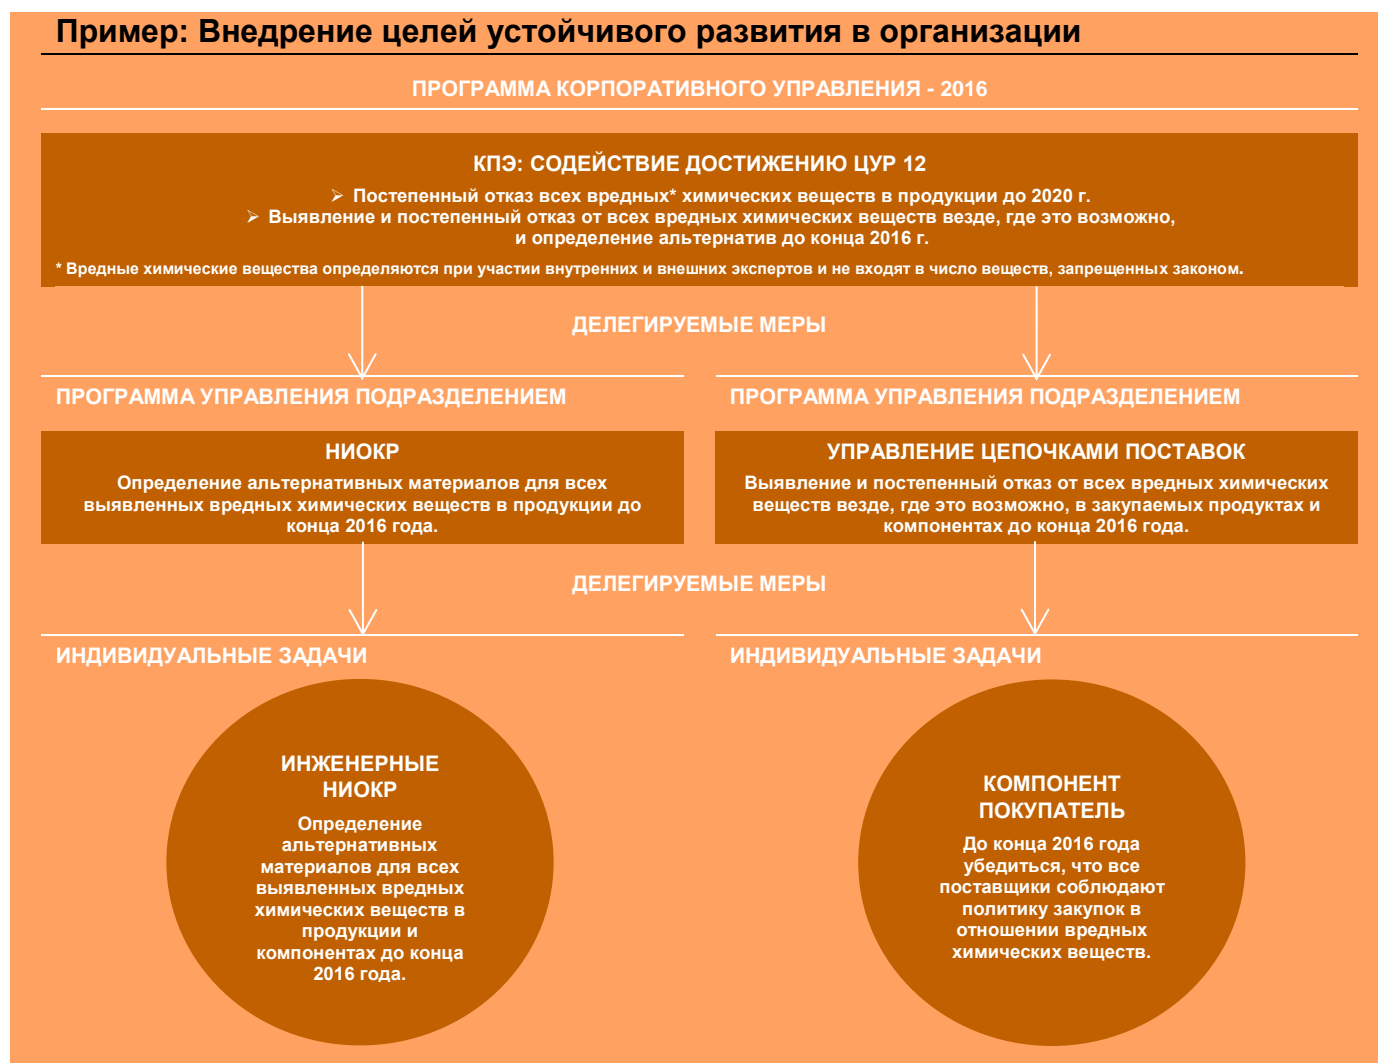 Пример: Внедрение целей устойчивого развития в организации
ПРОГРАММА КОРПОРАТИВНОГО УПРАВЛЕНИЯ - 2016
КПЭ: СОДЕЙСТВИЕ ДОСТИЖЕНИЮ ЦУР 12
➢ Постепенный отказ всех вредных* химических веществ в продукции до 2020 г.
➢ Выявление и постепенный отказ от всех вредных химических веществ везде, где это возможно,
и определение альтернатив до конца 2016 г.
* Вредные химические вещества определяются при участии внутренних и внешних экспертов и не входят в число веществ, запрещенных законом.
ДЕЛЕГИРУЕМЫЕ МЕРЫ
ПРОГРАММА УПРАВЛЕНИЯ ПОДРАЗДЕЛЕНИЕМ
НИОКР
Определение альтернативных материалов для всех
выявленных вредных химических веществ в продукции до
конца 2016 года.
ПРОГРАММА УПРАВЛЕНИЯ ПОДРАЗДЕЛЕНИЕМ
УПРАВЛЕНИЕ ЦЕПОЧКАМИ ПОСТАВОК
Выявление и постепенный отказ от всех вредных химических
веществ везде, где это возможно, в закупаемых продуктах и
компонентах до конца 2016 года.
ДЕЛЕГИРУЕМЫЕ МЕРЫ
ИНДИВИДУАЛЬНЫЕ ЗАДАЧИ
ИНЖЕНЕРНЫЕ
НИОКР
Определение
альтернативных
материалов для всех
выявленных вредных
химических веществ в
продукции и
компонентах до конца
2016 года.
ИНДИВИДУАЛЬНЫЕ ЗАДАЧИ
КОМПОНЕНТ
ПОКУПАТЕЛЬ
До конца 2016 года
убедиться, что все
поставщики соблюдают
политику закупок в
отношении вредных
химических веществ.